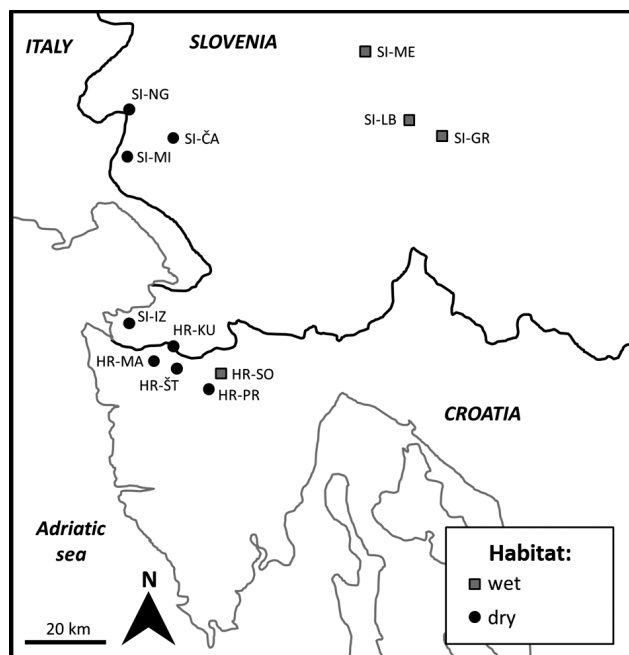 ITALY
SLOVENIA
SI-ME
SI-NG
SI-LB
SI-GR
SI-ČA
SI-MI
SI-IZ
HR-KU
HR-MA
HR-ŠT
HR-SO
HR-PR
CROATIA
Adriatic
sea
N
20 km
Habitat:
wet
dry